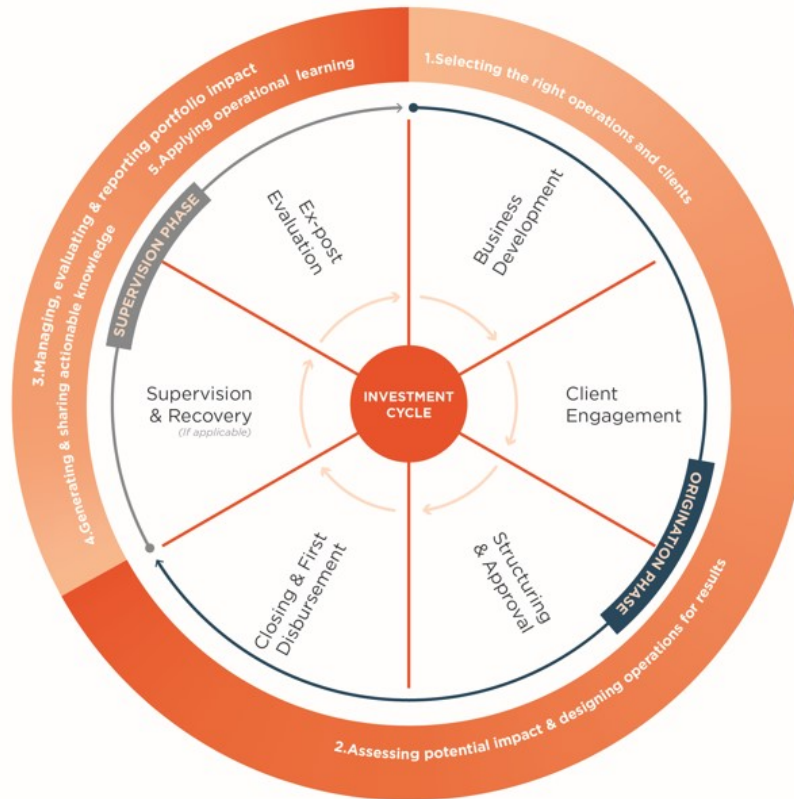 1.Selecting the right operations and clients
2.Assessing potential impact & designing operations for results
3.Managing, evaluating & reporting portfolio impact
4.Generating & sharing actionable knowledge
5.Applying operational learning
ORIGINATION PHASE
SUPERVISION PHASE
Business
Development
Client
Engagement
Structuring
& Approval
Closing & First
Disbursement
Supervision
& Recovery
(If applicable)
Ex-post
Evaluation
INVESTMENT
CYCLE